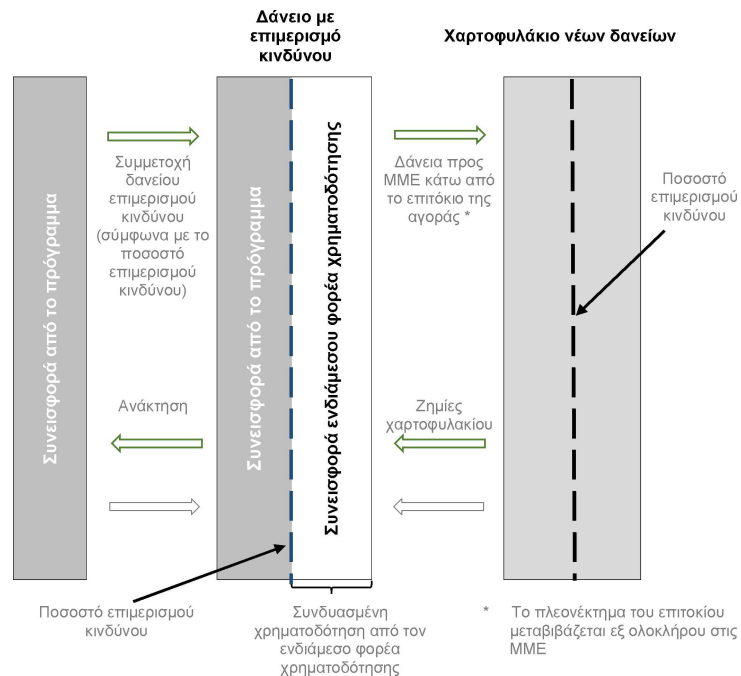 Δάνειο με
επιμερισμό
κινδύνου
Χαρτοφυλάκιο νέων δανείων
Συνεισφορά από το πρόγραμμα
Συμμετοχή
δανείου
επιμερισμού
κινδύνου
(σύμφωνα με το
ποσοστό
επιμερισμού
κινδύνου)
Ανάκτηση
Συνεισφορά από το πρόγραμμα
Συνεισφορά ενδιάμεσου φορέα χρηματοδότησης
Δάνεια προς
ΜΜΕ κάτω από
το επιτόκιο της
αγοράς *
Ζημίες
χαρτοφυλακίου
Ποσοστό
επιμερισμού
κινδύνου
Ποσοστό επιμερισμού
κινδύνου
Συνδυασμένη
χρηματοδότηση από τον
ενδιάμεσο φορέα
χρηματοδότησης
* Το πλεονέκτημα του επιτοκίου
μεταβιβάζεται εξ ολοκλήρου στις
ΜΜΕ